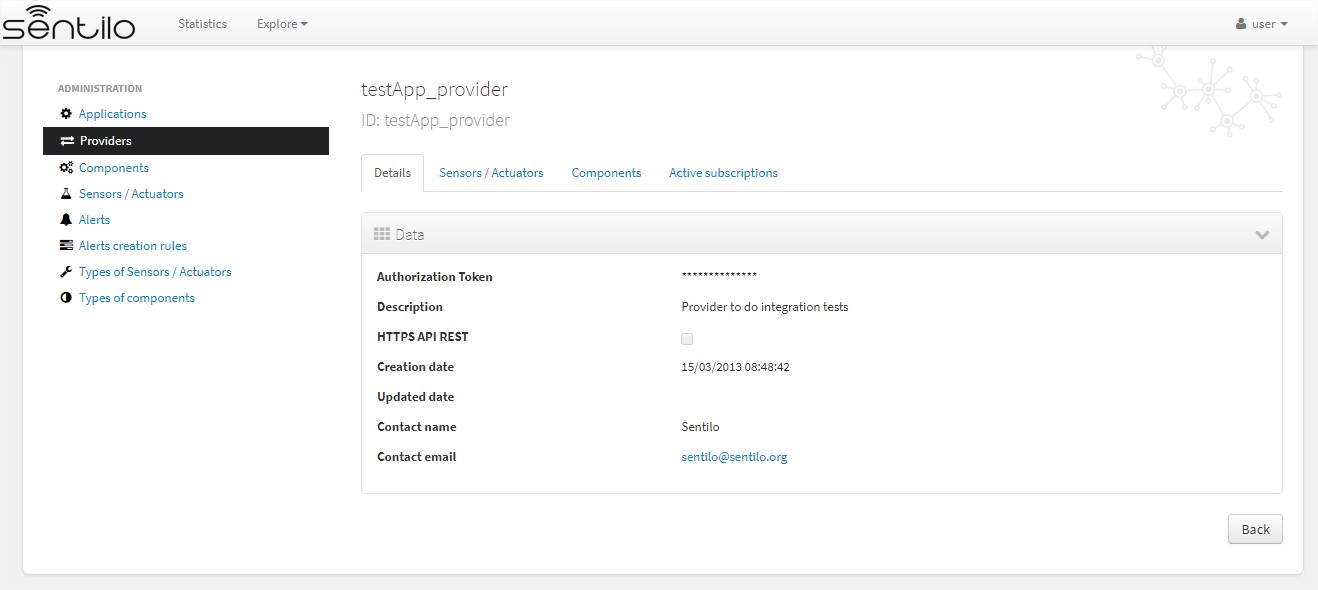 sentilo
Statistics
Explore
user
ADMINISTRATION
Applications
Providers
Components
Sensors / Actuators
Alerts
Alerts creation rules
Types of Sensors / Actuators
Types of components
testApp_provider
ID: testApp_provider
Details
Sensors / Actuators
Components
Active subscriptions
Data
Authorization Token **************
Description Provider to do integration tests
HTTPS API REST
Creation date 15/03/2013 08:48:42
Updated date
Contact name Sentilo
Contact email sentilo@sentilo.org
Back